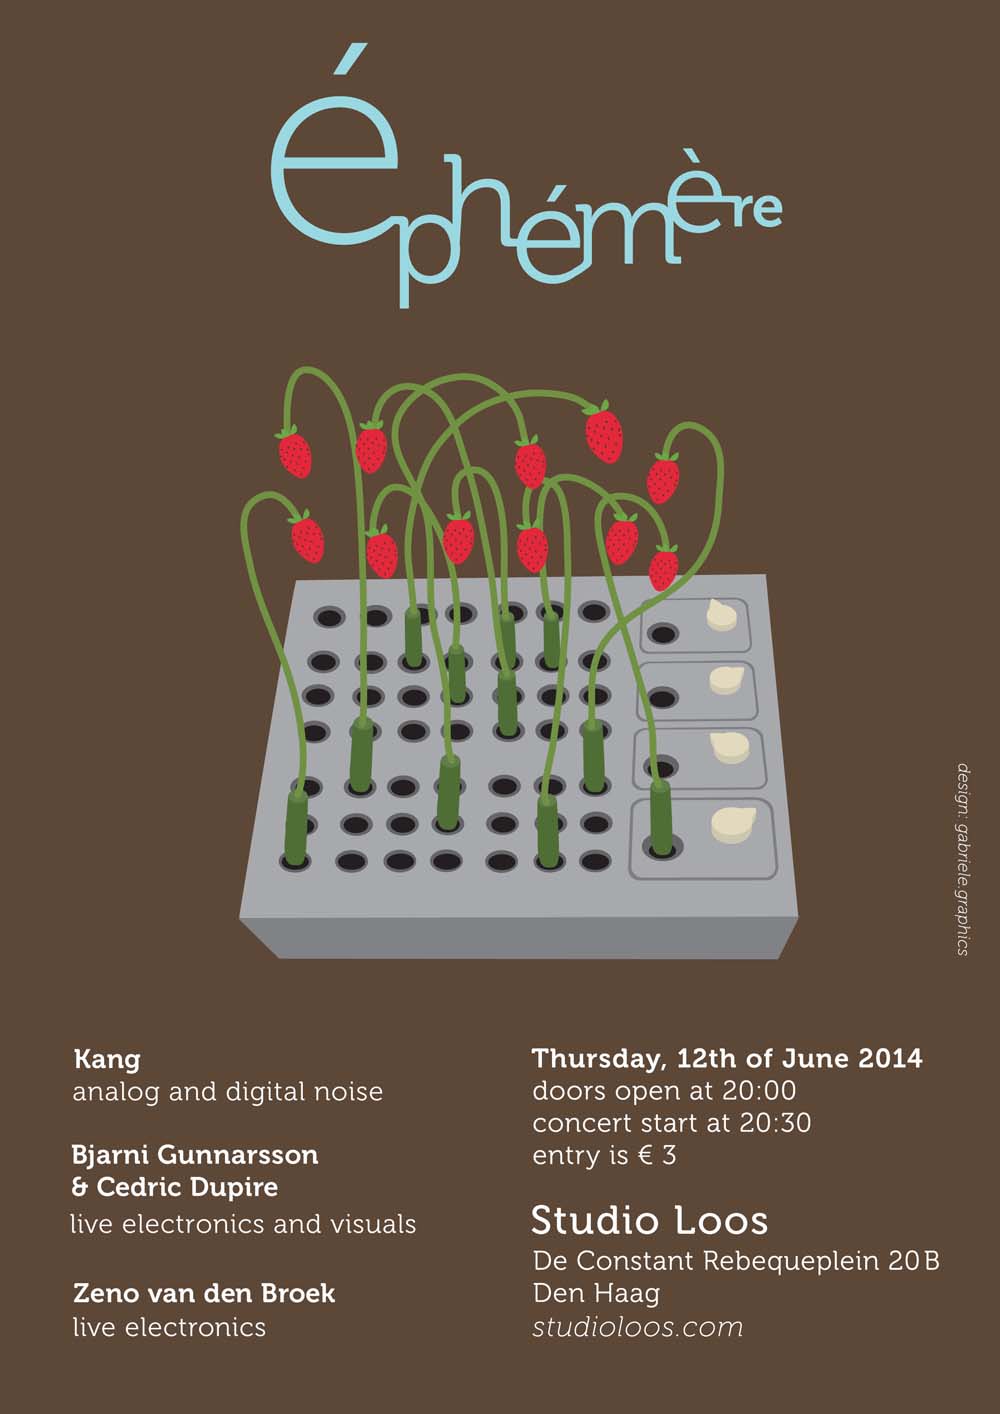 éphémère
Kang
analog and digital noise
Bjarni Gunnarsson
& Cedric Dupire
live electronics and visuals
Zeno van den Broek
live electronics
Thursday, 12th of June 2014
doors open at 20:00
concert start at 20:30
entry is € 3
Studio Loos
De Constant Rebequeplein 20B
Den Haag
studioloos.com
design: gabriele.graphics